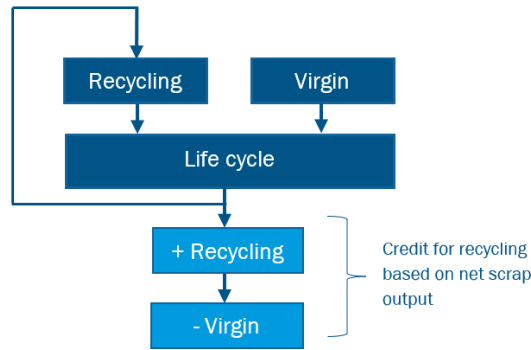 Recycling
Virgin
Life cycle
+ Recycling
- Virgin
Credit for recycling
based on net scrap
output